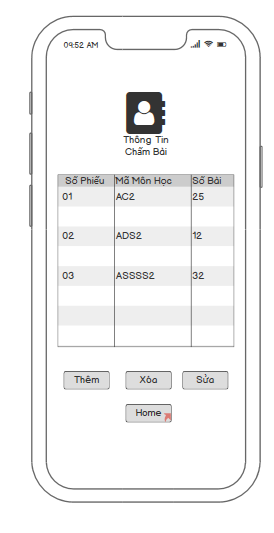 09:52 AM
Thông Tin
Chấm Bài
Số Phiếu Mã Môn Học Số Bài
01 AC2 25
02 ADS2 12
03 ASSSS2 32
Thêm Xóa Sửa
Home